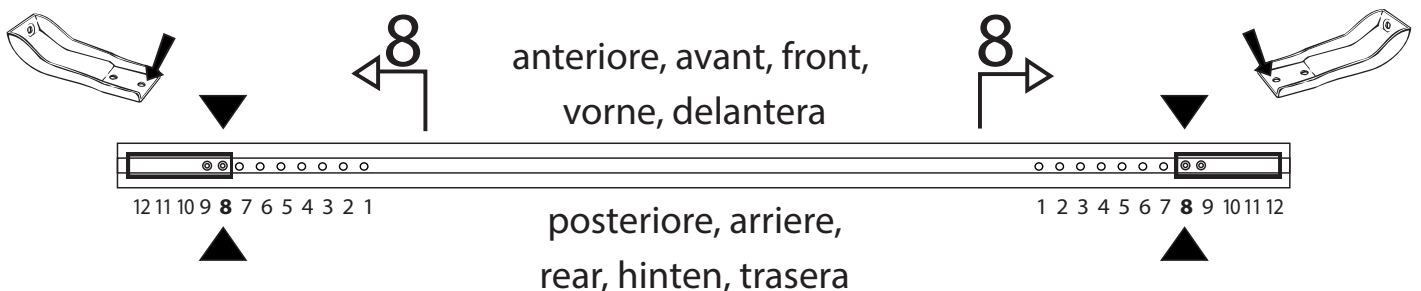 8
anteriore, avant, front,
vorne, delantera
8
12 11 10 9 8 7 6 5 4 3 2 1
1 2 3 4 5 6 7 8 9 10 11 12
posteriore, arriere,
rear, hinten, trasera